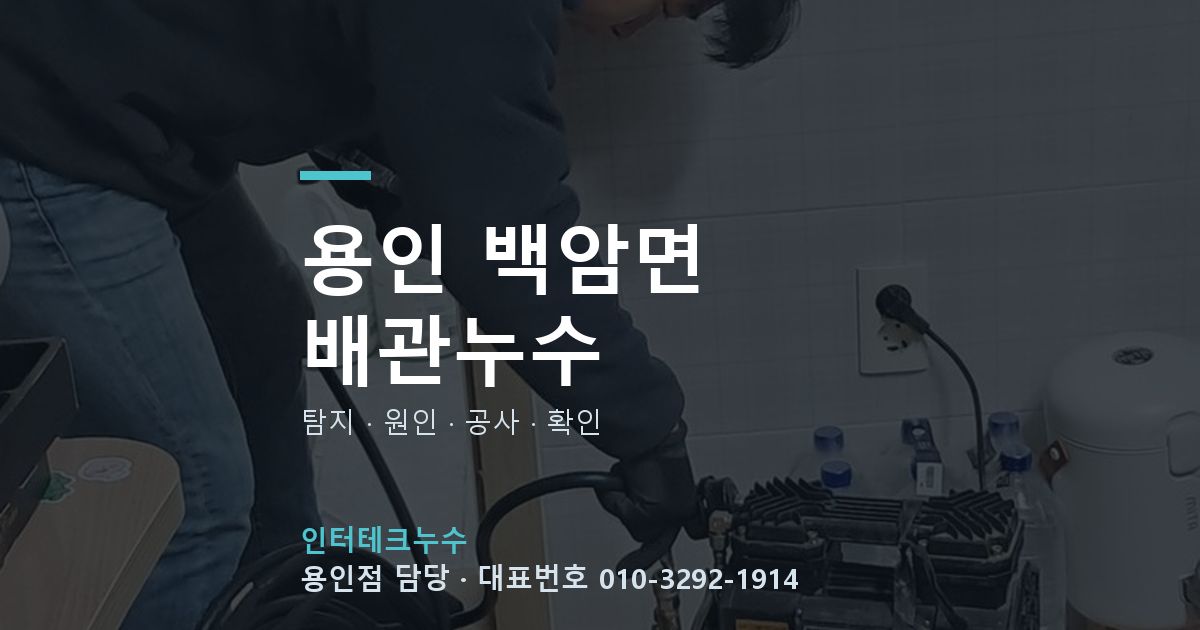 용인 백암면
배관누수
탐지 · 원인 · 공사 · 확인
인터테크누수
용인점 담당 · 대표번호 010-3292-1914